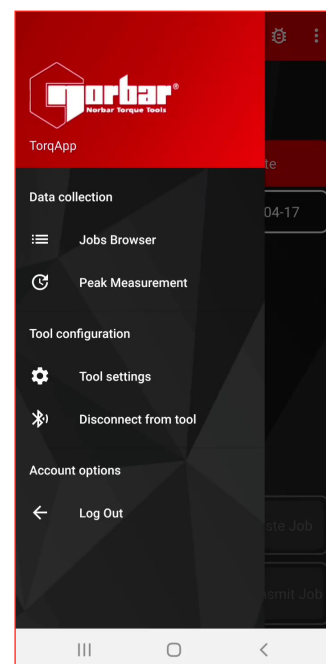 norbar®
Norbar Torque Tools
TorqApp
te
Data collection
04-17
Jobs Browser
Peak Measurement
Tool configuration
Tool settings
Disconnect from tool
Account options
Log Out
ste Job
nsmit Job